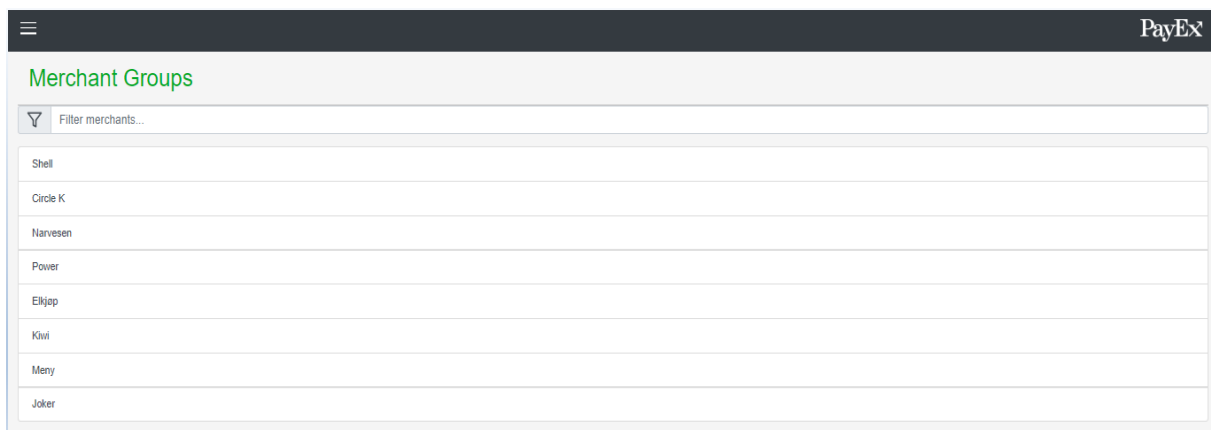 PayEx
Merchant Groups
Filter merchants...
Shell
Circle K
Narvesen
Power
Elkjøp
Kiwi
Meny
Joker